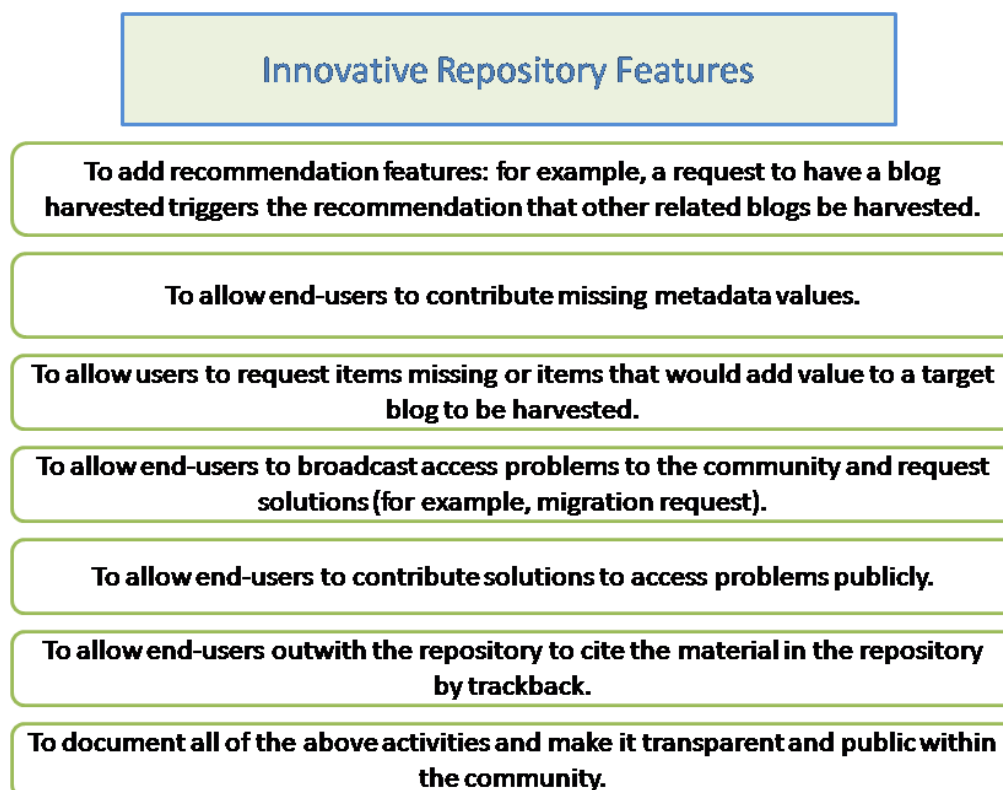 Innovative Repository Features
To add recommendation features: for example, a request to have a blog
harvested triggers the recommendation that other related blogs be harvested.
To allow end-users to contribute missing metadata values.
To allow users to request items missing or items that would add value to a target
blog to be harvested.
To allow end-users to broadcast access problems to the community and request
solutions (for example, migration request).
To allow end-users to contribute solutions to access problems publicly.
To allow end-users outwith the repository to cite the material in the repository
by trackback.
To document all of the above activities and make it transparent and public within
the community.